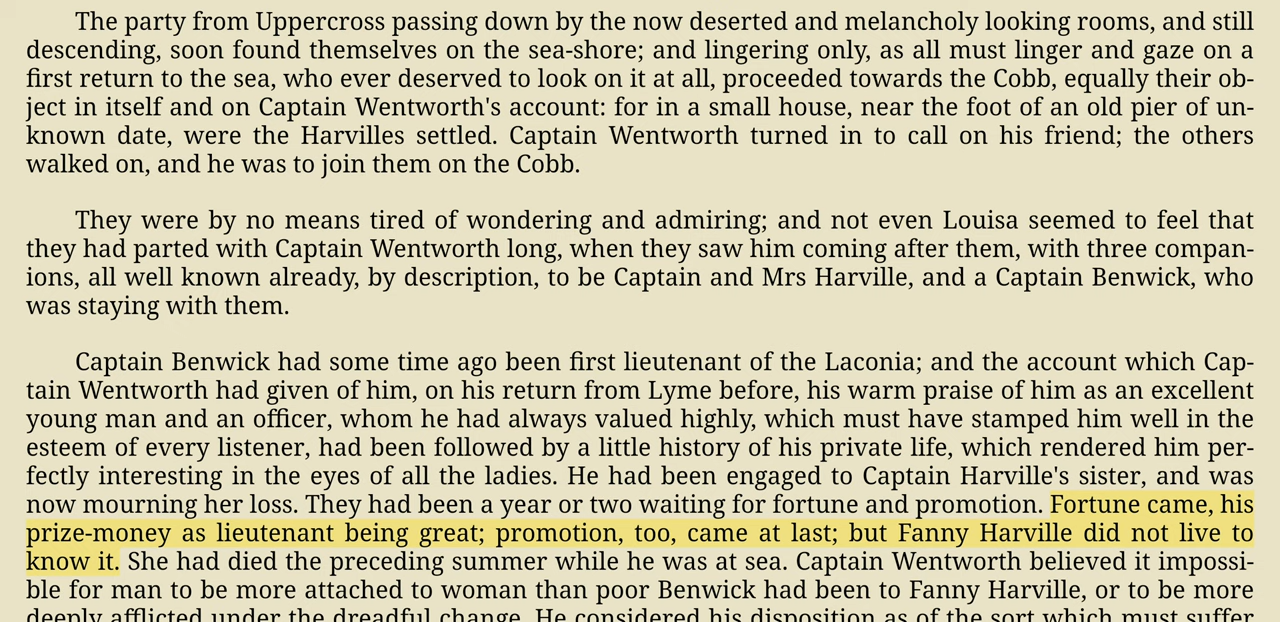 The party from Uppercross passing down by the now deserted and melancholy looking rooms, and still
descending, soon found themselves on the sea-shore; and lingering only, as all must linger and gaze on a
first return to the sea, who ever deserved to look on it at all, proceeded towards the Cobb, equally their ob-
ject in itself and on Captain Wentworth's account: for in a small house, near the foot of an old pier of un-
known date, were the Harvilles settled. Captain Wentworth turned in to call on his friend; the others
walked on, and he was to join them on the Cobb.
They were by no means tired of wondering and admiring; and not even Louisa seemed to feel that
they had parted with Captain Wentworth long, when they saw him coming after them, with three compan-
ions, all well known already, by description, to be Captain and Mrs Harville, and a Captain Benwick, who
was staying with them.
Captain Benwick had some time ago been first lieutenant of the Laconia; and the account which Cap-
tain Wentworth had given of him, on his return from Lyme before, his warm praise of him as an excellent
young man and an officer, whom he had always valued highly, which must have stamped him well in the
esteem of every listener, had been followed by a little history of his private life, which rendered him per-
fectly interesting in the eyes of all the ladies. He had been engaged to Captain Harville's sister, and was
now mourning her loss. They had been a year or two waiting for fortune and promotion. Fortune came, his
prize-money as lieutenant being great; promotion, too, came at last; but Fanny Harville did not live to
know it. She had died the preceding summer while he was at sea. Captain Wentworth believed it impossi-
ble for man to be more attached to woman than poor Benwick had been to Fanny Harville, or to be more
deeply afflicted under the dreadful change. He considered his disposition as of the sort which must suffer